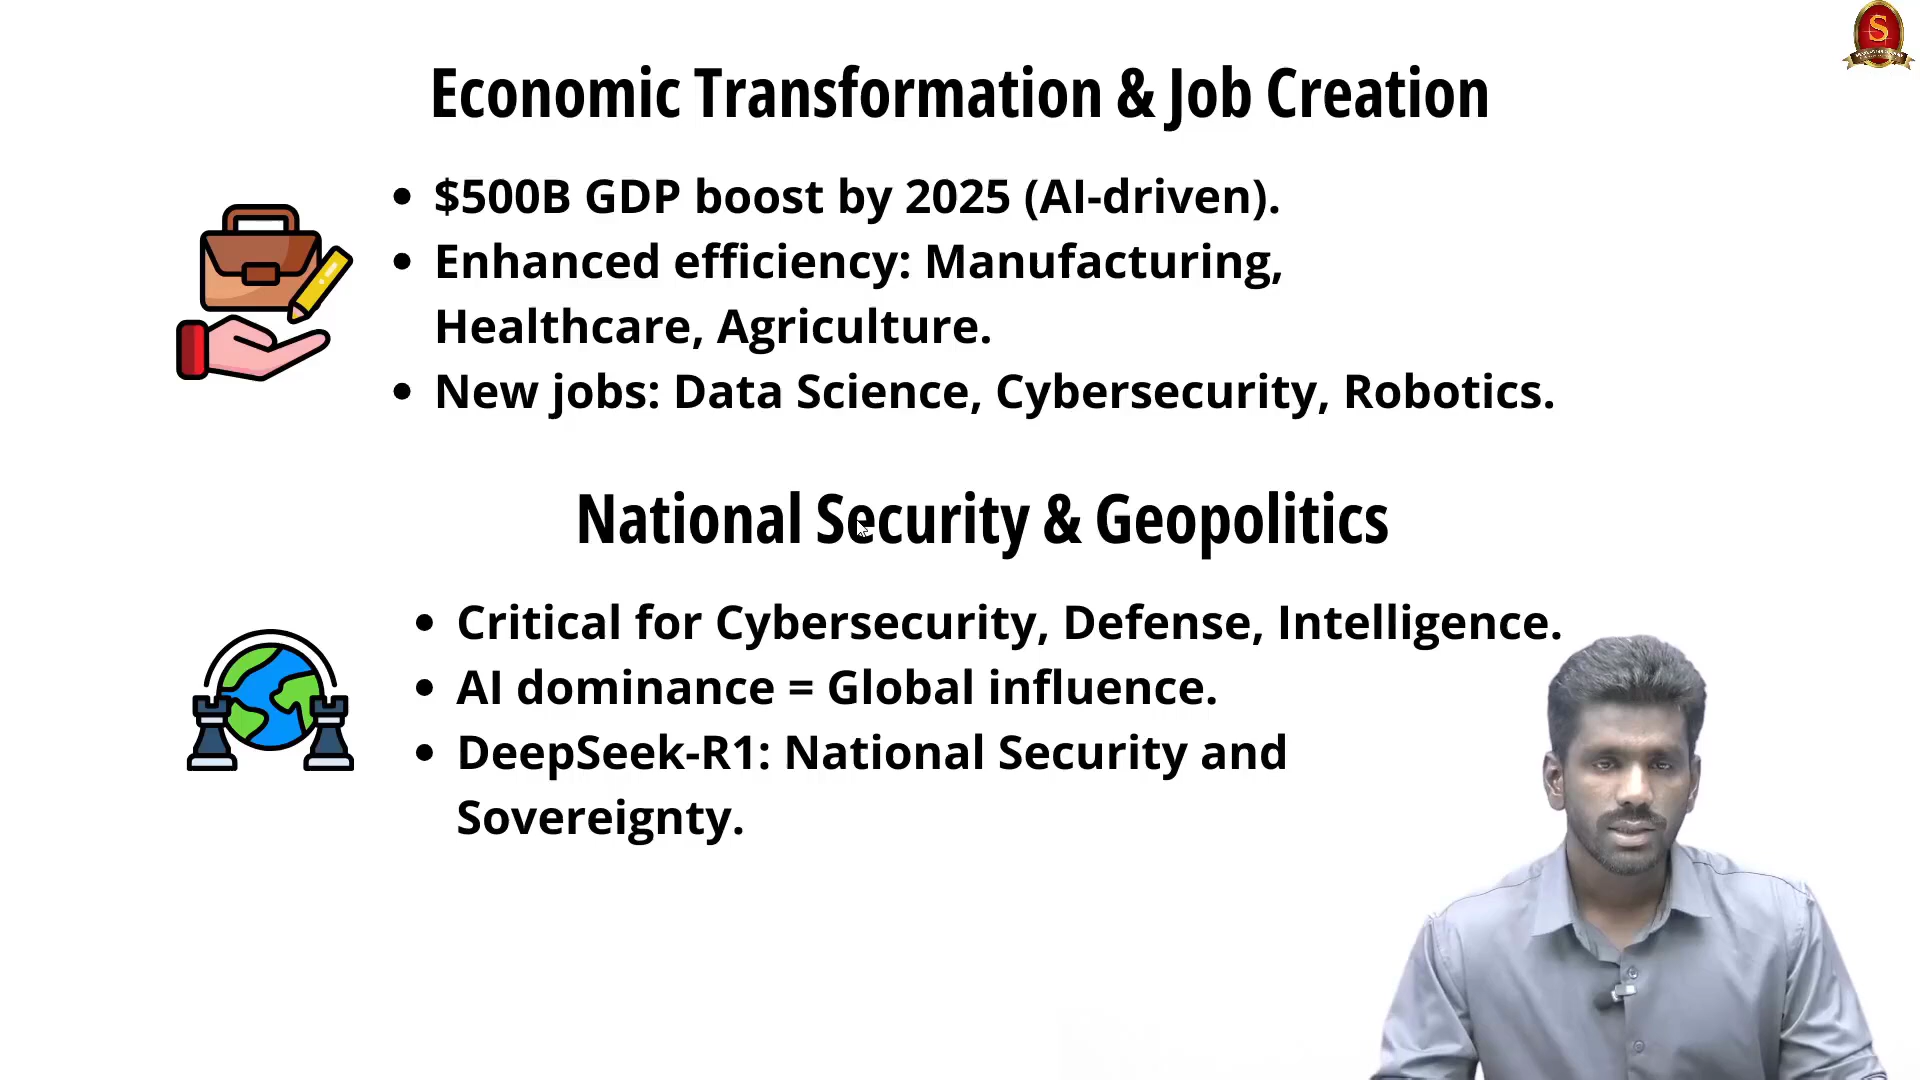 Economic Transformation & Job Creation
• $500B GDP boost by 2025 (AI-driven).
• Enhanced efficiency: Manufacturing,
Healthcare, Agriculture.
• New jobs: Data Science, Cybersecurity, Robotics.
National Security & Geopolitics
• Critical for Cybersecurity, Defense, Intelligence.
• AI dominance = Global influence.
• DeepSeek-R1: National Security and
Sovereignty.
S